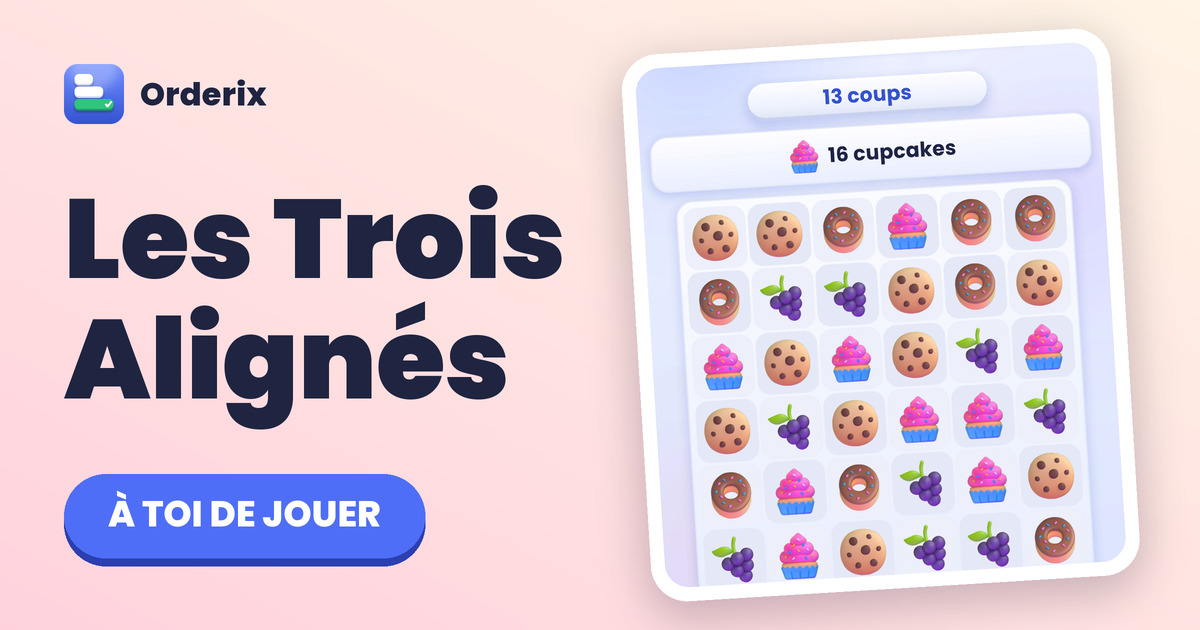 Orderix
Les Trois
Alignés
À TOI DE JOUER
13 coups
16 cupcakes